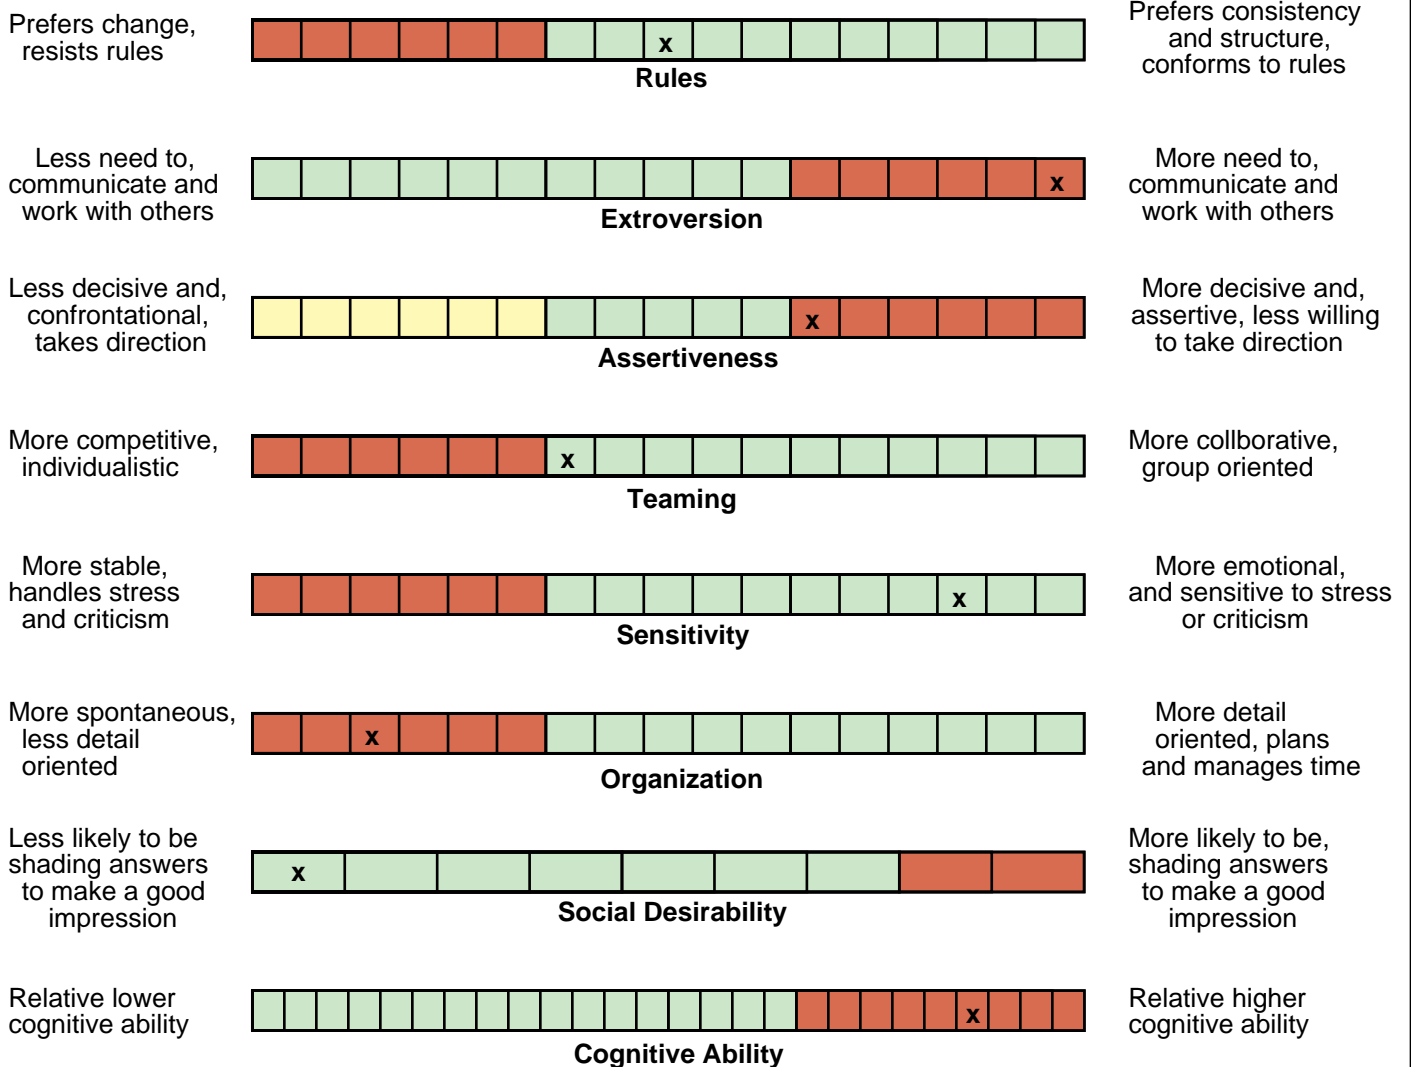 Prefers change,
resists rules
x
Rules
Prefers consistency
and structure,
conforms to rules
Less need to,
communicate and
work with others
x
Extroversion
More need to,
communicate and
work with others
Less decisive and,
confrontational,
takes direction
x
Assertiveness
More decisive and,
assertive, less willing
to take direction
More competitive,
individualistic
x
Teaming
More collborative,
group oriented
More stable,
handles stress
and criticism
x
Sensitivity
More emotional,
and sensitive to stress
or criticism
More spontaneous,
less detail
oriented
x
Organization
More detail
oriented, plans
and manages time
Less likely to be
shading answers
to make a good
impression
x
Social Desirability
More likely to be,
shading answers
to make a good
impression
Relative lower
cognitive ability
x
Cognitive Ability
Relative higher
cognitive ability